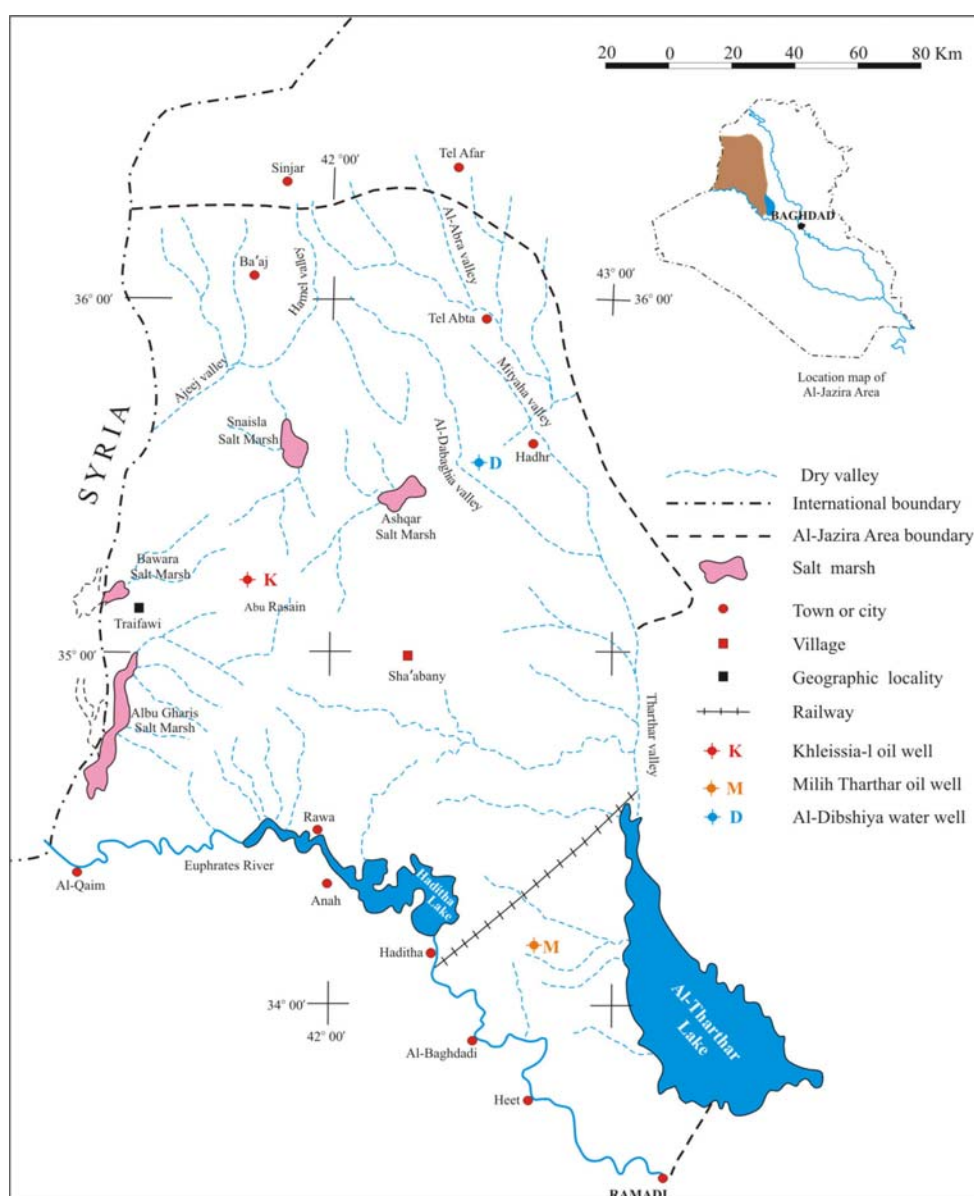 20 0 20 40 60 80 Km
42 °00′
Tel Afar
Sinjar
Al-Abra valley
BAGHDAD
Ba′aj
Hamel valley
43° 00′
36° 00′
36° 00′
Tel Abta
Location map of
Al-Jazira Area
Ajeej valley
Mityaha valley
Snaisla
Salt Marsh
Al-Dabaghia valley
Hadhr
D
SYRIA
Ashqar
Salt Marsh
Bawara
Salt Marsh
K
Abu Rasain
Traifawi
35° 00′
Sha′abany
Albu Gharis
Salt Marsh
Tharthar valley
Rawa
Euphrates River
Al-Qaim
Anah
Haditha
Lake
Haditha
M
Al-Tharthar
Lake
34° 00′
42° 00′
Al-Baghdadi
Heet
RAMADI
Dry valley
International boundary
Al-Jazira Area boundary
Salt marsh
Town or city
Village
Geographic locality
Railway
K Khleissia-l oil well
M Milih Tharthar oil well
D Al-Dibshiya water well